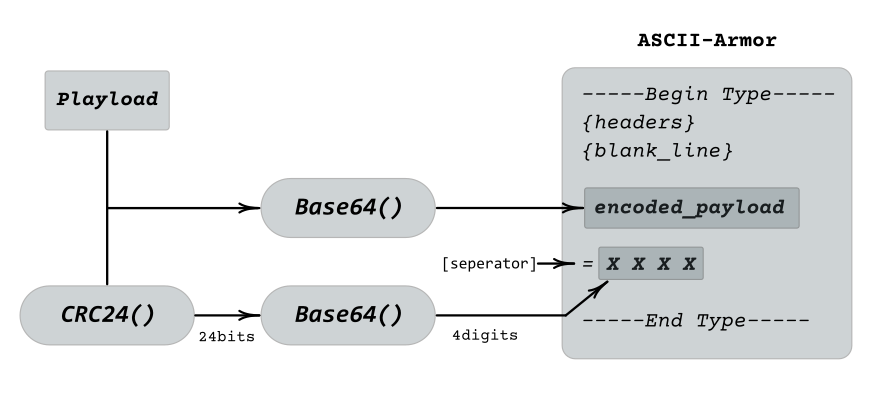 ASCII-Armor
Playload
-----Begin Type-----
{headers}
{blank_line}
Base64()
encoded_payload
[seperator]
= X X X X
CRC24()
24bits
Base64()
4digits
-----End Type-----